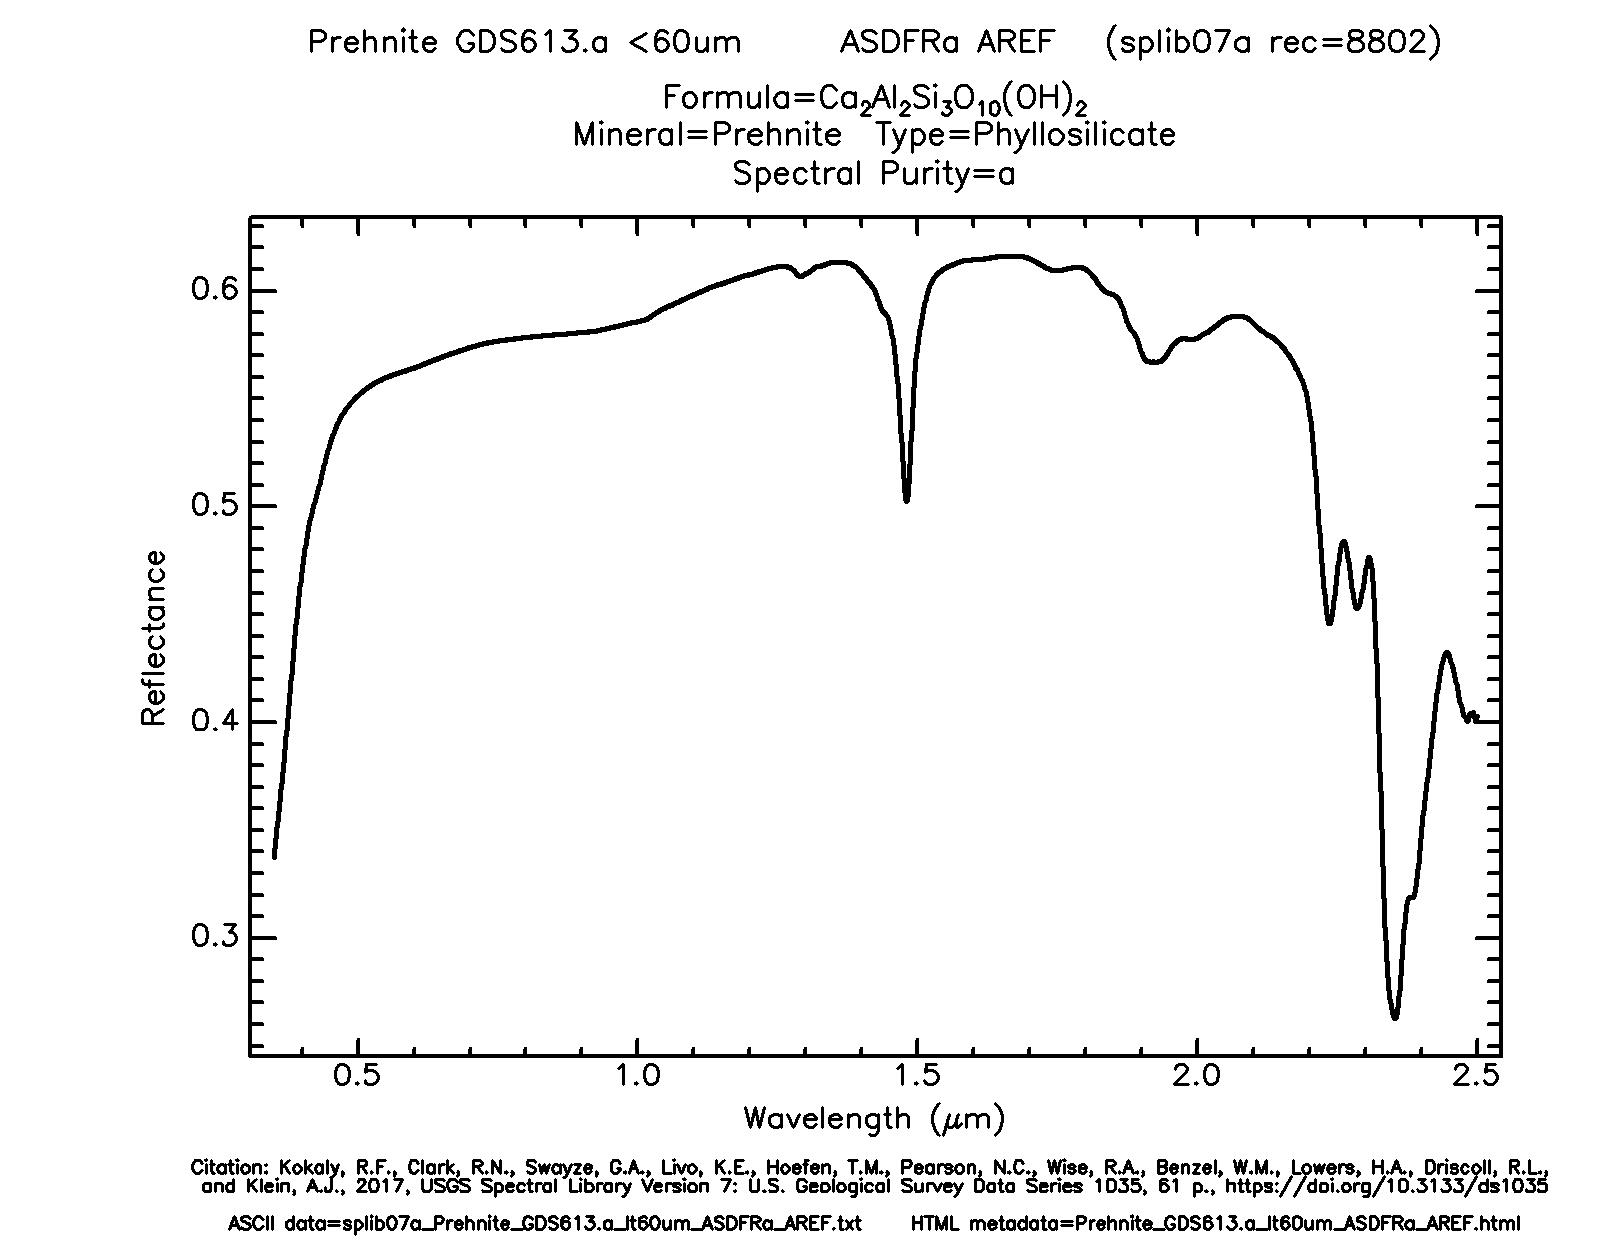 Prehnite GDS613.a <60um ASDFRa AREF (splib07a rec=8802)
Formula=Ca₂Al₂Si₃O₁₀(OH)₂
Mineral=Prehnite Type=Phyllosilicate
Spectral Purity=a
0.6
0.5
0.4
0.3
Reflectance
0.5 1.0 1.5 2.0 2.5
Wavelength (μm)
Citation: Kokaly, R.F., Clark, R.N., Swayze, G.A., Livo, K.E., Hoefen, T.M., Pearson, N.C., Wise, R.A., Benzel, W.M., Lowers, H.A., Driscoll, R.L.,
and Klein, A.J., 2017, USGS Spectral Library Version 7: U.S. Geological Survey Data Series 1035, 61 p., https://doi.org/10.3133/ds1035
ASCII data=splib07a_Prehnite_GDS613.a_lt60um_ASDFRa_AREF.txt HTML metadata=Prehnite_GDS613.a_lt60um_ASDFRa_AREF.html